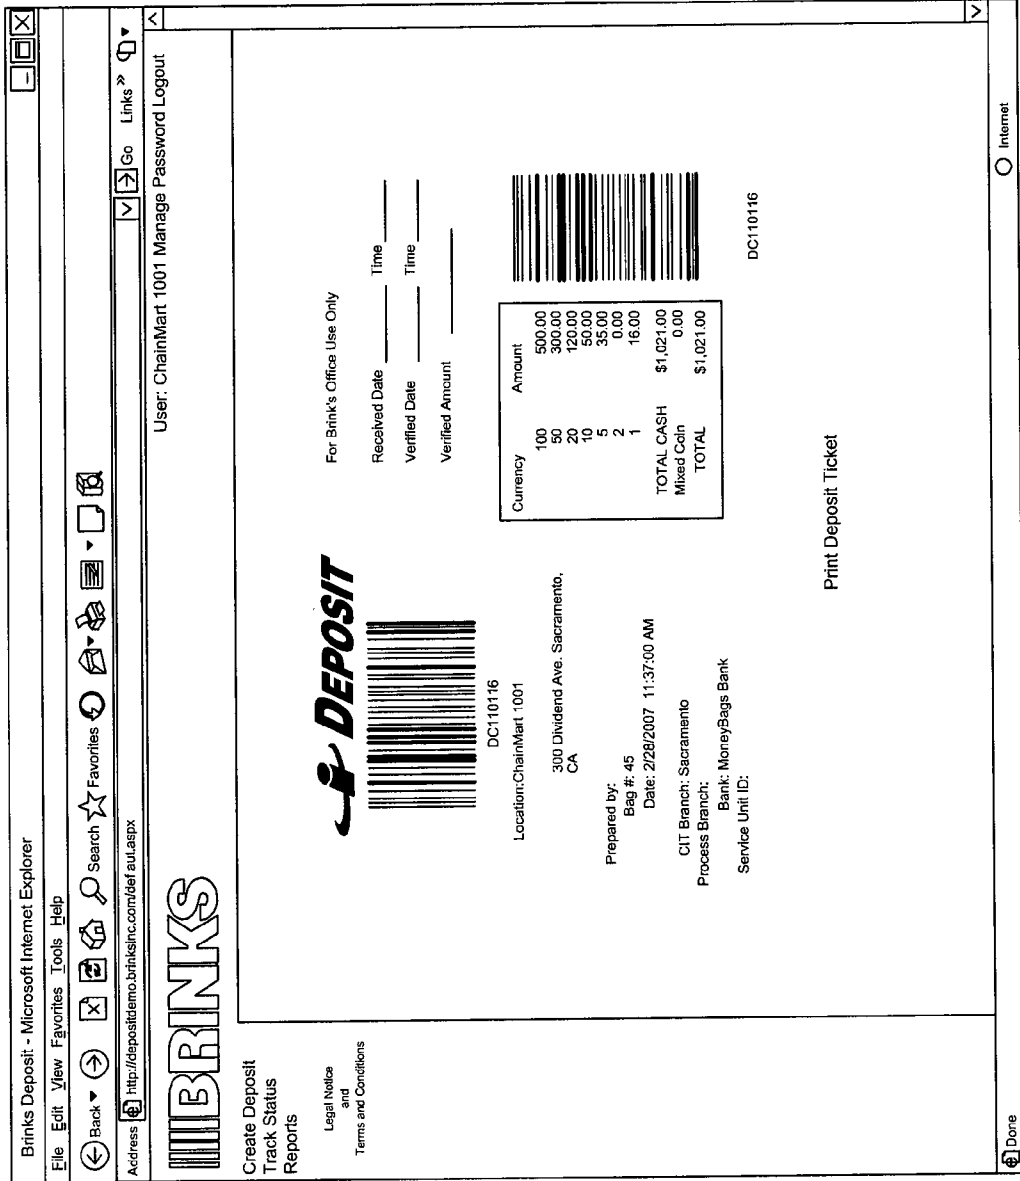 Brinks Deposit - Microsoft Internet Explorer
File Edit View Favorites Tools Help
Back Search Favorites
Address http://depositdemo.brinksinc.com/def aut.aspx Go Links »
BRINKS
User: ChainMart 1001 Manage Password Logout
Create Deposit
Track Status
Reports
Legal Notice
and
Terms and Conditions
i DEPOSIT
DC110116
Location:ChainMart 1001
300 Dividend Ave. Sacramento,
CA
Prepared by:
Bag #: 45
Date: 2/28/2007 11:37:00 AM
CIT Branch: Sacramento
Process Branch:
Bank: MoneyBags Bank
Service Unit ID:
For Brink's Office Use Only
Received Date Time
Verified Date Time
Verified Amount
Currency Amount
100 500.00
50 300.00
20 120.00
10 50.00
5 35.00
2 0.00
1 16.00
TOTAL CASH $1,021.00
Mixed Coin 0.00
TOTAL $1,021.00
DC110116
Print Deposit Ticket
Done
Internet